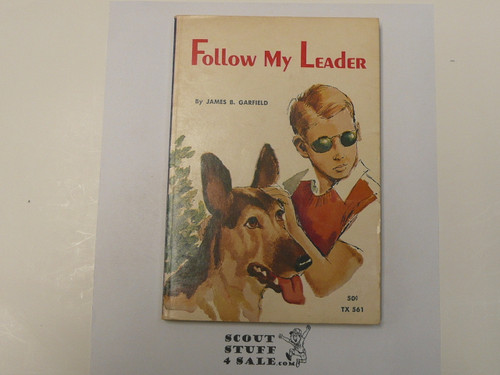 Follow My Leader
By JAMES B. GARFIELD
50¢
TX 561
SCOUT
STUFF
4 SALE.COM